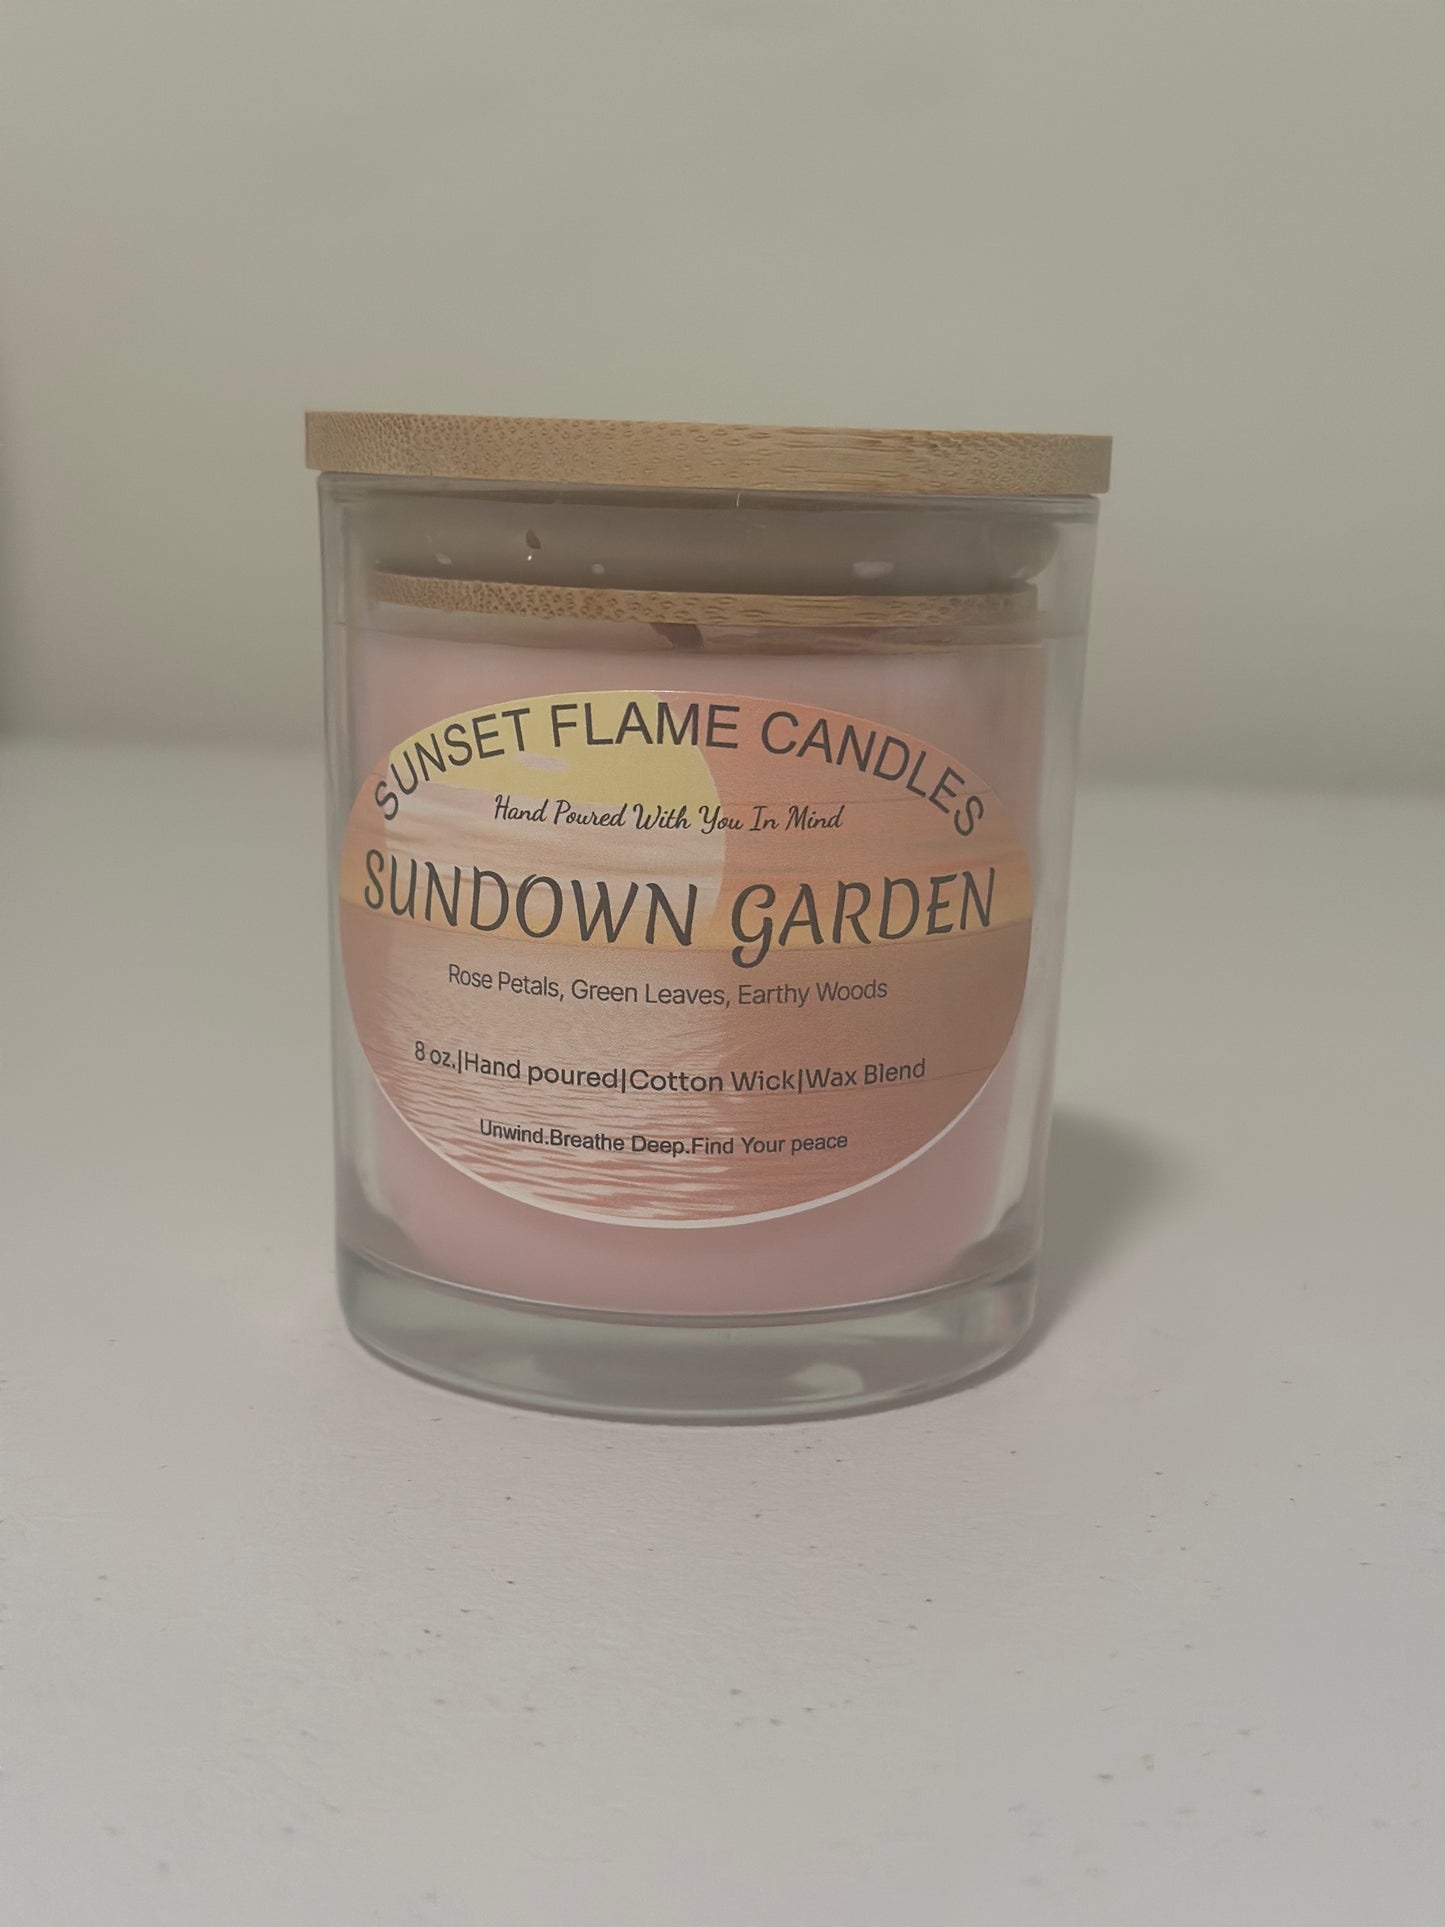 SUNSET FLAME CANDLES
Hand Poured With You In Mind
SUNDOWN GARDEN
Rose Petals, Green Leaves, Earthy Woods
8 oz.|Hand poured|Cotton Wick|Wax Blend
Unwind.Breathe Deep.Find Your peace